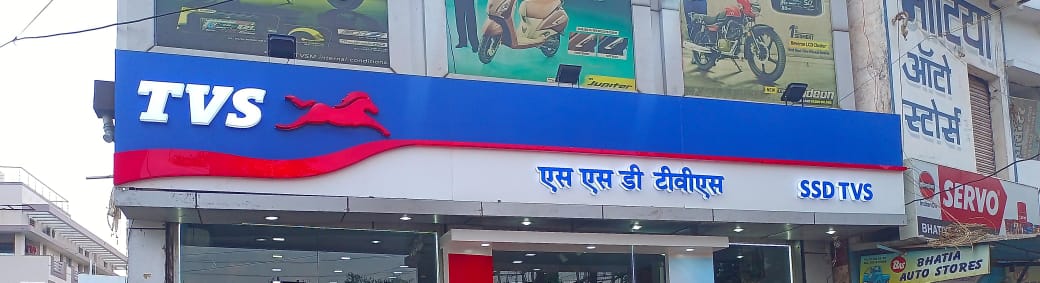 TVS
एस एस डी टीवीएस
SSD TVS
Jupiter
भाटिया
ऑटो
स्टोर्स
SERVO
BHATIA
AUTO STORES